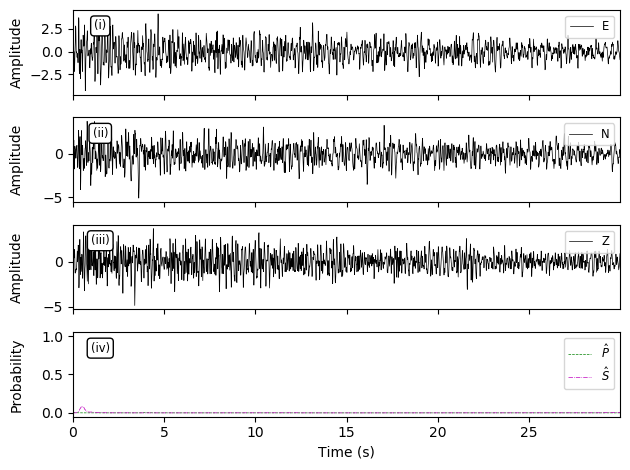 (i)
E
Amplitude
2.5
0.0
−2.5
(ii)
N
Amplitude
0
−5
(iii)
Z
Amplitude
0
−5
(iv)
P̂
Ŝ
Probability
1.0
0.5
0.0
0 5 10 15 20 25
Time (s)